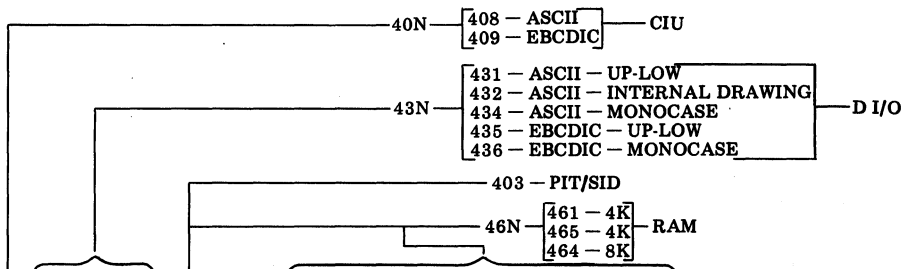 40N 408 — ASCII CIU
409 — EBCDIC
431 — ASCII — UP-LOW
432 — ASCII — INTERNAL DRAWING
43N 434 — ASCII — MONOCASE D I/O
435 — EBCDIC — UP-LOW
436 — EBCDIC — MONOCASE
403 — PIT/SID
461 — 4K
46N 465 — 4K RAM
464 — 8K